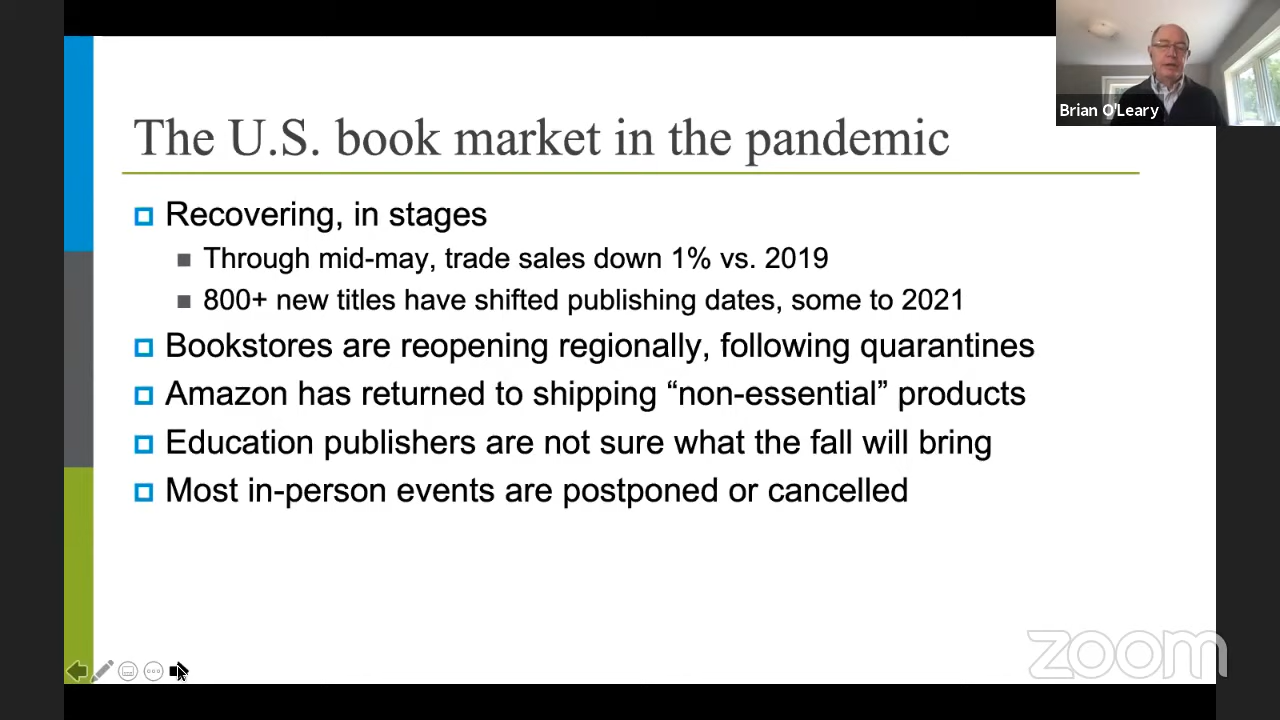 Brian O'Leary
The U.S. book market in the pandemic
Recovering, in stages
Through mid-may, trade sales down 1% vs. 2019
800+ new titles have shifted publishing dates, some to 2021
Bookstores are reopening regionally, following quarantines
Amazon has returned to shipping “non-essential” products
Education publishers are not sure what the fall will bring
Most in-person events are postponed or cancelled
zoom